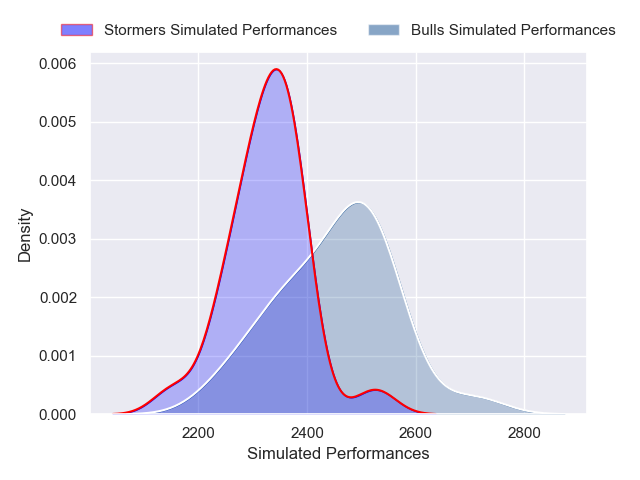 Stormers Simulated Performances Bulls Simulated Performances
0.006
0.005
0.004
0.003
0.002
0.001
0.000
Density
2200 2400 2600 2800
Simulated Performances